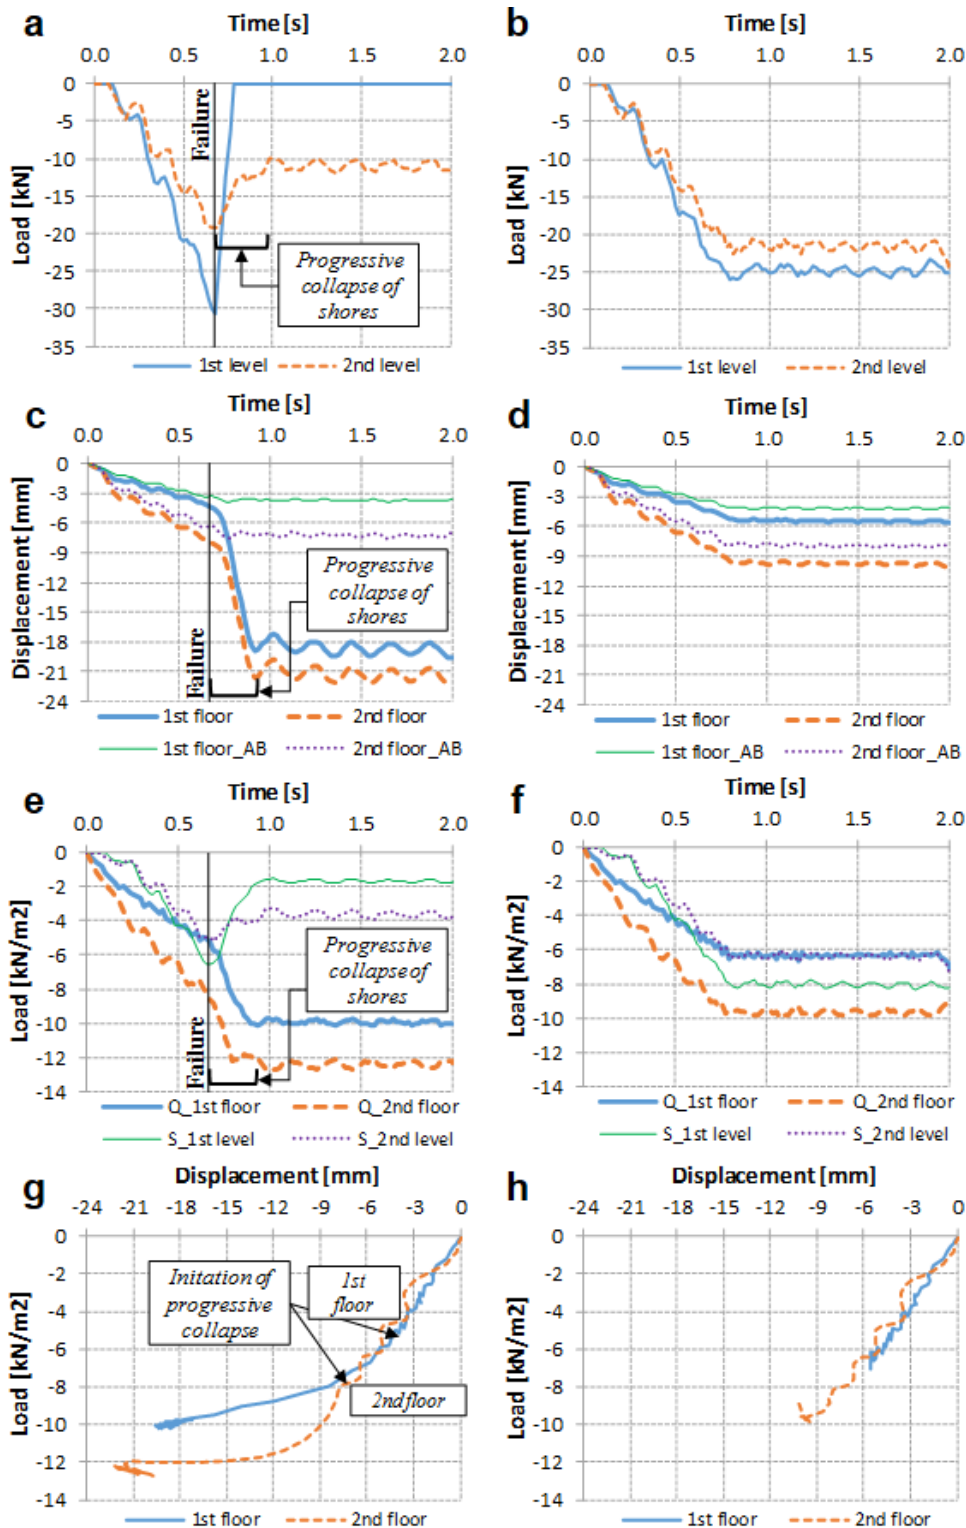 a
Time [s]
0.0 0.5 1.0 1.5 2.0
0
-5
-10
-15
-20
-25
-30
-35
Load [kN]
Failure
Progressive
collapse of
shores
1st level 2nd level
b
Time [s]
0.0 0.5 1.0 1.5 2.0
0
-5
-10
-15
-20
-25
-30
-35
Load [kN]
1st level 2nd level
c
Time [s]
0.0 0.5 1.0 1.5 2.0
0
-3
-6
-9
-12
-15
-18
-21
-24
Displacement [mm]
Failure
Progressive
collapse of
shores
1st floor 2nd floor
1st floor_AB 2nd floor_AB
d
Time [s]
0.0 0.5 1.0 1.5 2.0
0
-3
-6
-9
-12
-15
-18
-21
-24
Displacement [mm]
1st floor 2nd floor
1st floor_AB 2nd floor_AB
e
Time [s]
0.0 0.5 1.0 1.5 2.0
0
-2
-4
-6
-8
-10
-12
-14
Load [kN/m2]
Failure
Progressive
collapse of
shores
Q_1st floor Q_2nd floor
S_1st level S_2nd level
f
Time [s]
0.0 0.5 1.0 1.5 2.0
0
-2
-4
-6
-8
-10
-12
-14
Load [kN/m2]
Q_1st floor Q_2nd floor
S_1st level S_2nd level
g
Displacement [mm]
-24 -21 -18 -15 -12 -9 -6 -3 0
0
-2
-4
-6
-8
-10
-12
-14
Load [kN/m2]
Initation of
progressive
collapse
1st
floor
2nd floor
1st floor 2nd floor
h
Displacement [mm]
-24 -21 -18 -15 -12 -9 -6 -3 0
0
-2
-4
-6
-8
-10
-12
-14
Load [kN/m2]
1st floor 2nd floor